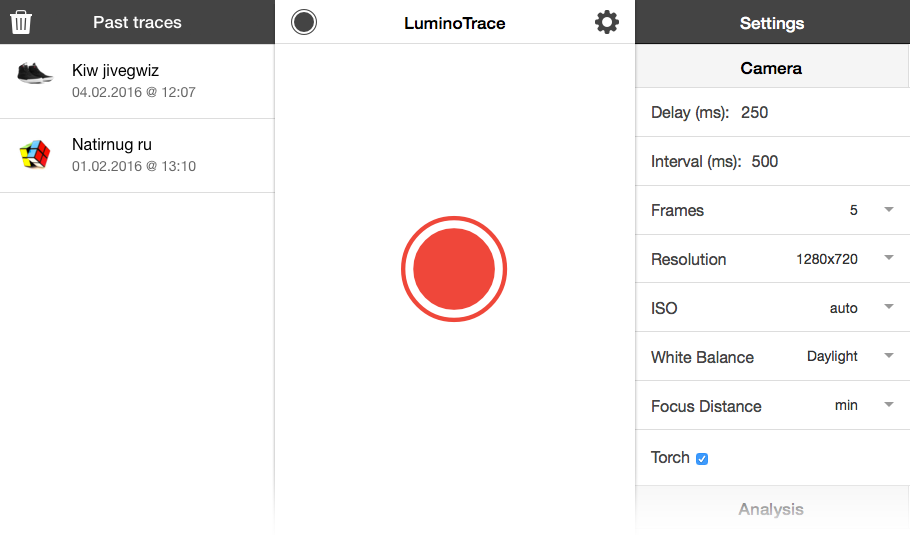 Past traces
Kiw jivegwiz
04.02.2016 @ 12:07
Natirnug ru
01.02.2016 @ 13:10
LuminoTrace
Settings
Camera
Delay (ms): 250
Interval (ms): 500
Frames 5
Resolution 1280x720
ISO auto
White Balance Daylight
Focus Distance min
Torch
Analysis